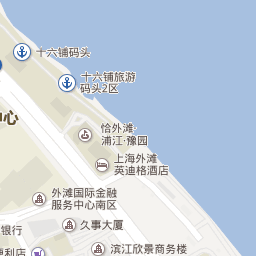 十六铺码头
十六铺旅游
码头2区
中心
恰外滩·
浦江·豫园
上海外滩
英迪格酒店
外滩国际金融
服务中心南区
久事大厦
银行
便利店
滨江欣景商务楼